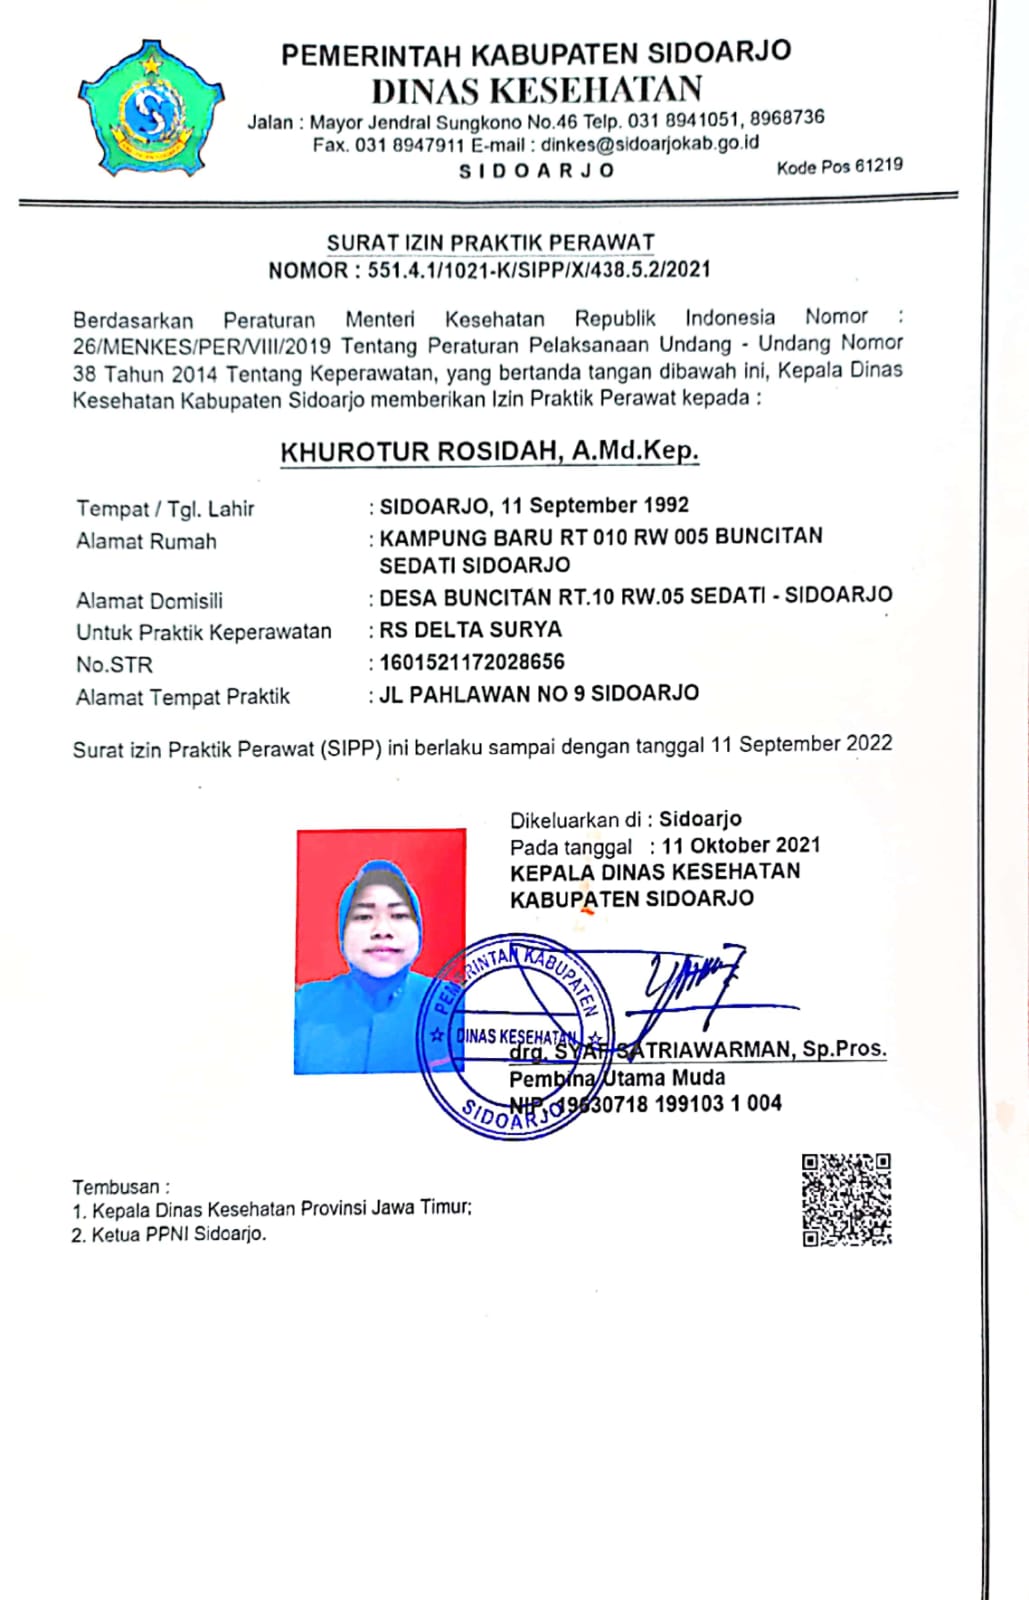 PEMERINTAH KABUPATEN SIDOARJO
DINAS KESEHATAN
Jalan : Mayor Jendral Sungkono No.46 Telp. 031 8941051, 8968736
Fax. 031 8947911 E-mail : dinkes@sidoarjokab.go.id
S I D O A R J O
Kode Pos 61219
SURAT IZIN PRAKTIK PERAWAT
NOMOR : 551.4.1/1021-K/SIPP/X/438.5.2/2021
Berdasarkan Peraturan Menteri Kesehatan Republik Indonesia Nomor :
26/MENKES/PER/VIII/2019 Tentang Peraturan Pelaksanaan Undang - Undang Nomor
38 Tahun 2014 Tentang Keperawatan, yang bertanda tangan dibawah ini, Kepala Dinas
Kesehatan Kabupaten Sidoarjo memberikan Izin Praktik Perawat kepada :
KHUROTUR ROSIDAH, A.Md.Kep.
Tempat / Tgl. Lahir : SIDOARJO, 11 September 1992
Alamat Rumah : KAMPUNG BARU RT 010 RW 005 BUNCITAN
SEDATI SIDOARJO
Alamat Domisili : DESA BUNCITAN RT.10 RW.05 SEDATI - SIDOARJO
Untuk Praktik Keperawatan : RS DELTA SURYA
No.STR : 1601521172028656
Alamat Tempat Praktik : JL PAHLAWAN NO 9 SIDOARJO
Surat izin Praktik Perawat (SIPP) ini berlaku sampai dengan tanggal 11 September 2022
Dikeluarkan di : Sidoarjo
Pada tanggal : 11 Oktober 2021
KEPALA DINAS KESEHATAN
KABUPATEN SIDOARJO
PEMERINTAH KABUPATEN
DINAS KESEHATAN
SIDOARJO
drg. SYAF SATRIAWARMAN, Sp.Pros.
Pembina Utama Muda
NIP. 19630718 199103 1 004
Tembusan :
1. Kepala Dinas Kesehatan Provinsi Jawa Timur;
2. Ketua PPNI Sidoarjo.